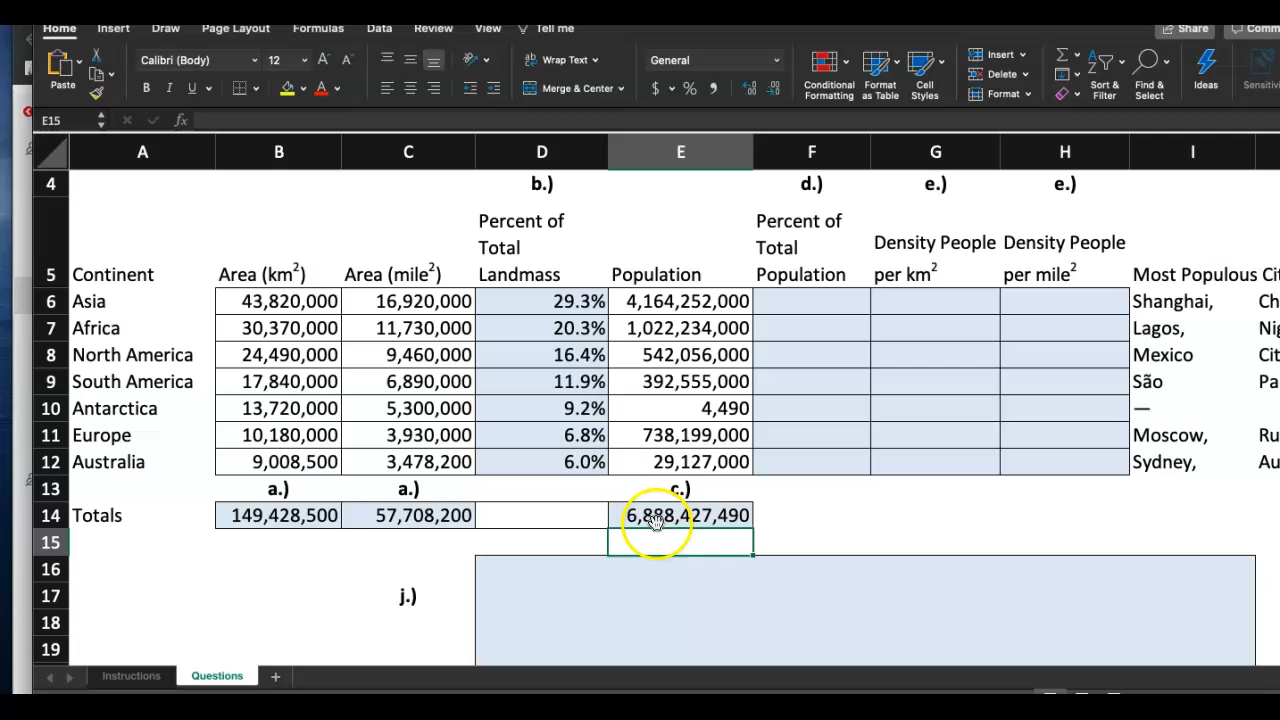 Home Insert Draw Page Layout Formulas Data Review View Tell me Share
Calibri (Body) 12 A A Wrap Text General Insert
Paste Conditional Format Cell Delete Sort & Find & Ideas
B I U A Merge & Center $ % Formatting as Table Styles Format Filter Select
E15 fx
A B C D E F G H I
4 b.) d.) e.) e.)
Percent of Percent of
Total Total Density People Density People
5 Continent Area (km²) Area (mile²) Landmass Population Population per km² per mile² Most Populous
6 Asia 43,820,000 16,920,000 29.3% 4,164,252,000 Shanghai,
7 Africa 30,370,000 11,730,000 20.3% 1,022,234,000 Lagos,
8 North America 24,490,000 9,460,000 16.4% 542,056,000 Mexico
9 South America 17,840,000 6,890,000 11.9% 392,555,000 São
10 Antarctica 13,720,000 5,300,000 9.2% 4,490 —
11 Europe 10,180,000 3,930,000 6.8% 738,199,000 Moscow,
12 Australia 9,008,500 3,478,200 6.0% 29,127,000 Sydney,
13 a.) a.) c.)
14 Totals 149,428,500 57,708,200 6,888,427,490
15
16
17 j.)
18
19
Instructions Questions +